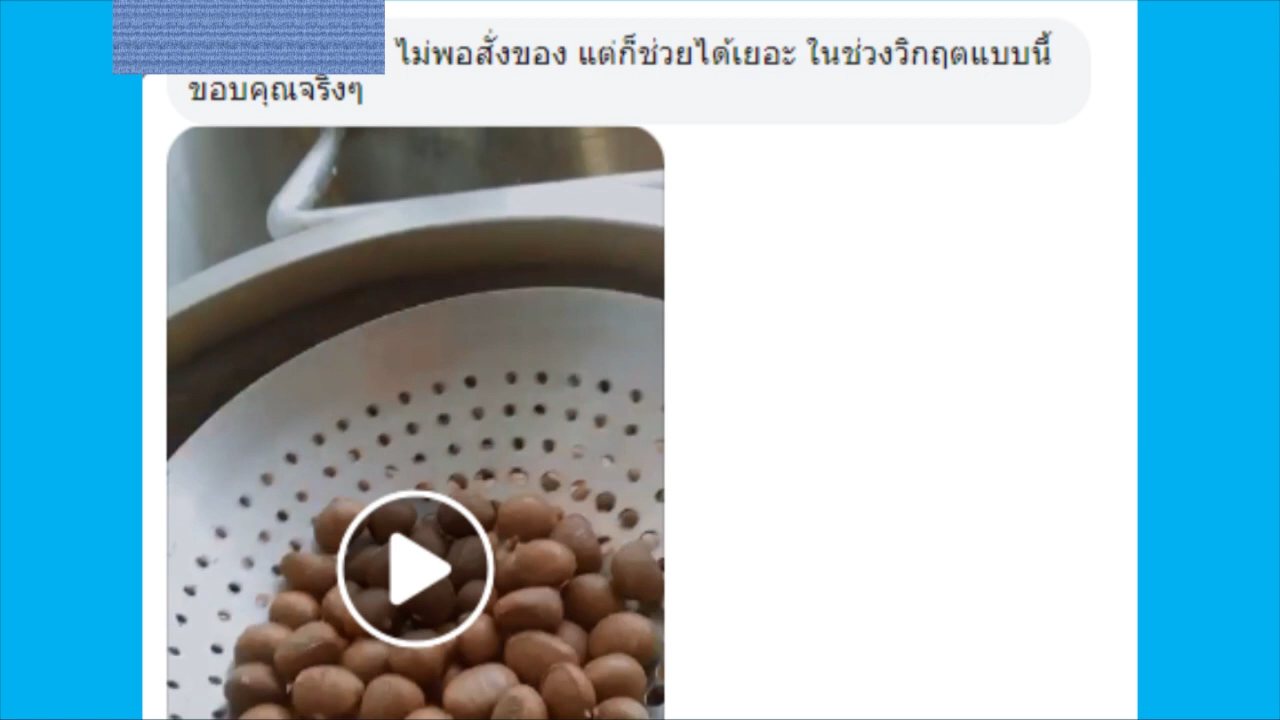 ไม่พอสั่งของ แต่ก็ช่วยได้เยอะ ในช่วงวิกฤตแบบนี้
ขอบคุณจริงๆ